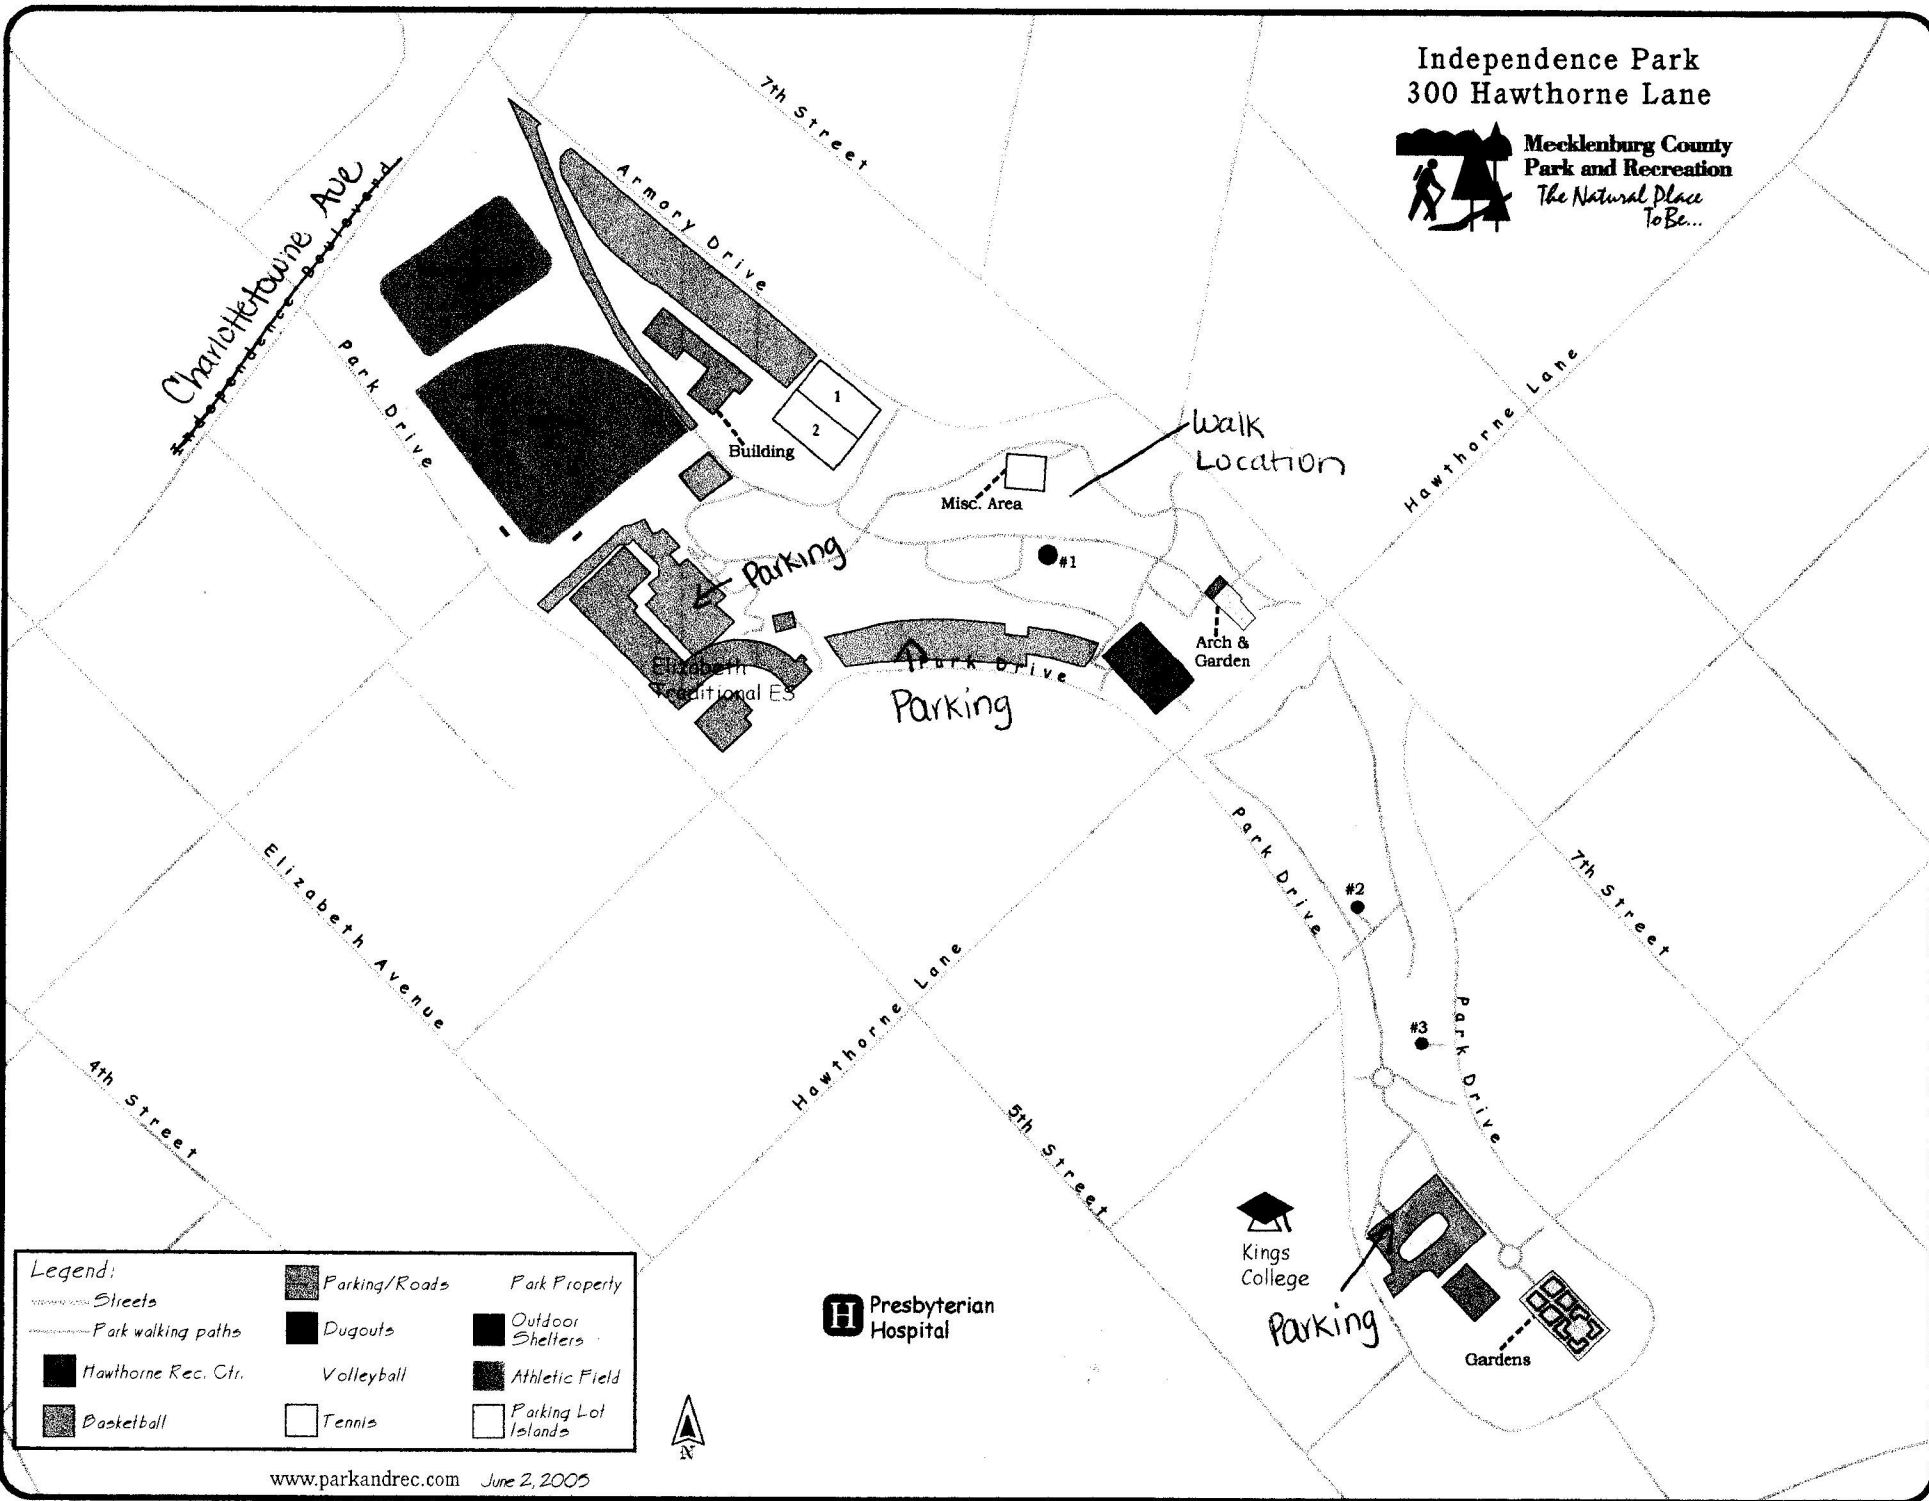 Independence Park
300 Hawthorne Lane
Mecklenburg County
Park and Recreation
The Natural Place
To Be...
7th Street
Armory Drive
Charlottetowne Ave
Independence Boulevard
Park Drive
1
2
Building
Walk
Location
Hawthorne Lane
Misc. Area
Parking
#1
Arch &
Garden
Elizabeth
Traditional ES
Park Drive
Parking
Park Drive
7th Street
Elizabeth Avenue
#2
Hawthorne Lane
Park Drive
#3
4th Street
5th Street
Kings
College
Parking
Gardens
H Presbyterian
Hospital
Legend:
Streets
Park walking paths
Hawthorne Rec. Ctr.
Basketball
Parking/Roads
Dugouts
Volleyball
Tennis
Park Property
Outdoor
Shelters
Athletic Field
Parking Lot
Islands
N
www.parkandrec.com June 2, 2005